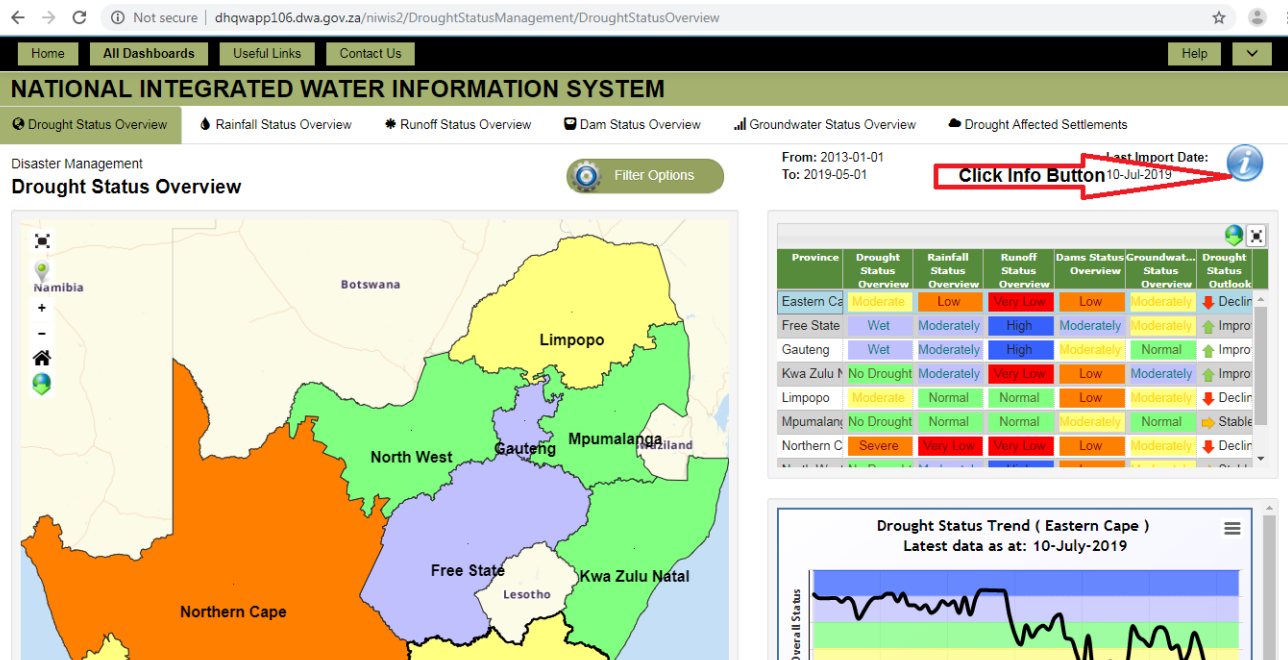 Not secure | dhqwapp106.dwa.gov.za/niwis2/DroughtStatusManagement/DroughtStatusOverview
Home All Dashboards Useful Links Contact Us Help
NATIONAL INTEGRATED WATER INFORMATION SYSTEM
Drought Status Overview Rainfall Status Overview Runoff Status Overview Dam Status Overview Groundwater Status Overview Drought Affected Settlements
Disaster Management
Drought Status Overview
Filter Options
From: 2013-01-01
To: 2019-05-01
Last Import Date:
10-Jul-2019
Click Info Button
Namibia
Botswana
+
-
Limpopo
North West
Gauteng
Mpumalanga
Free State
Lesotho
Kwa Zulu Natal
Northern Cape
Province Drought Status Overview Rainfall Status Overview Runoff Status Overview Dams Status Overview Groundwat... Status Overview Drought Status Outlook
Eastern Ca Moderate Low Very Low Low Moderately Declin
Free State Wet Moderately High Moderately Moderately Impro
Gauteng Wet Moderately High Moderately Normal Impro
Kwa Zulu N No Drought Moderately Very Low Low Moderately Impro
Limpopo Moderate Normal Normal Low Moderately Declin
Mpumalang No Drought Normal Normal Moderately Normal Stable
Northern C Severe Very Low Very Low Low Moderately Declin
Drought Status Trend ( Eastern Cape )
Latest data as at: 10-July-2019
Overall Status